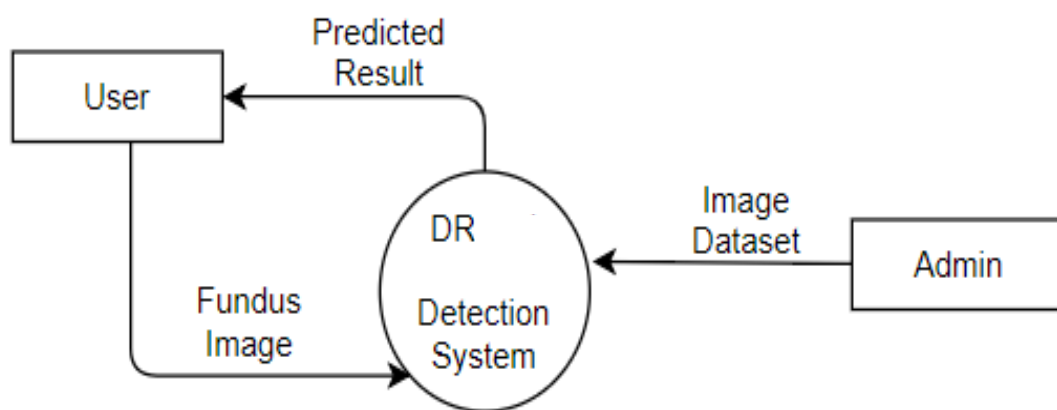 Predicted
Result
User
DR
Detection
System
Image
Dataset
Admin
Fundus
Image